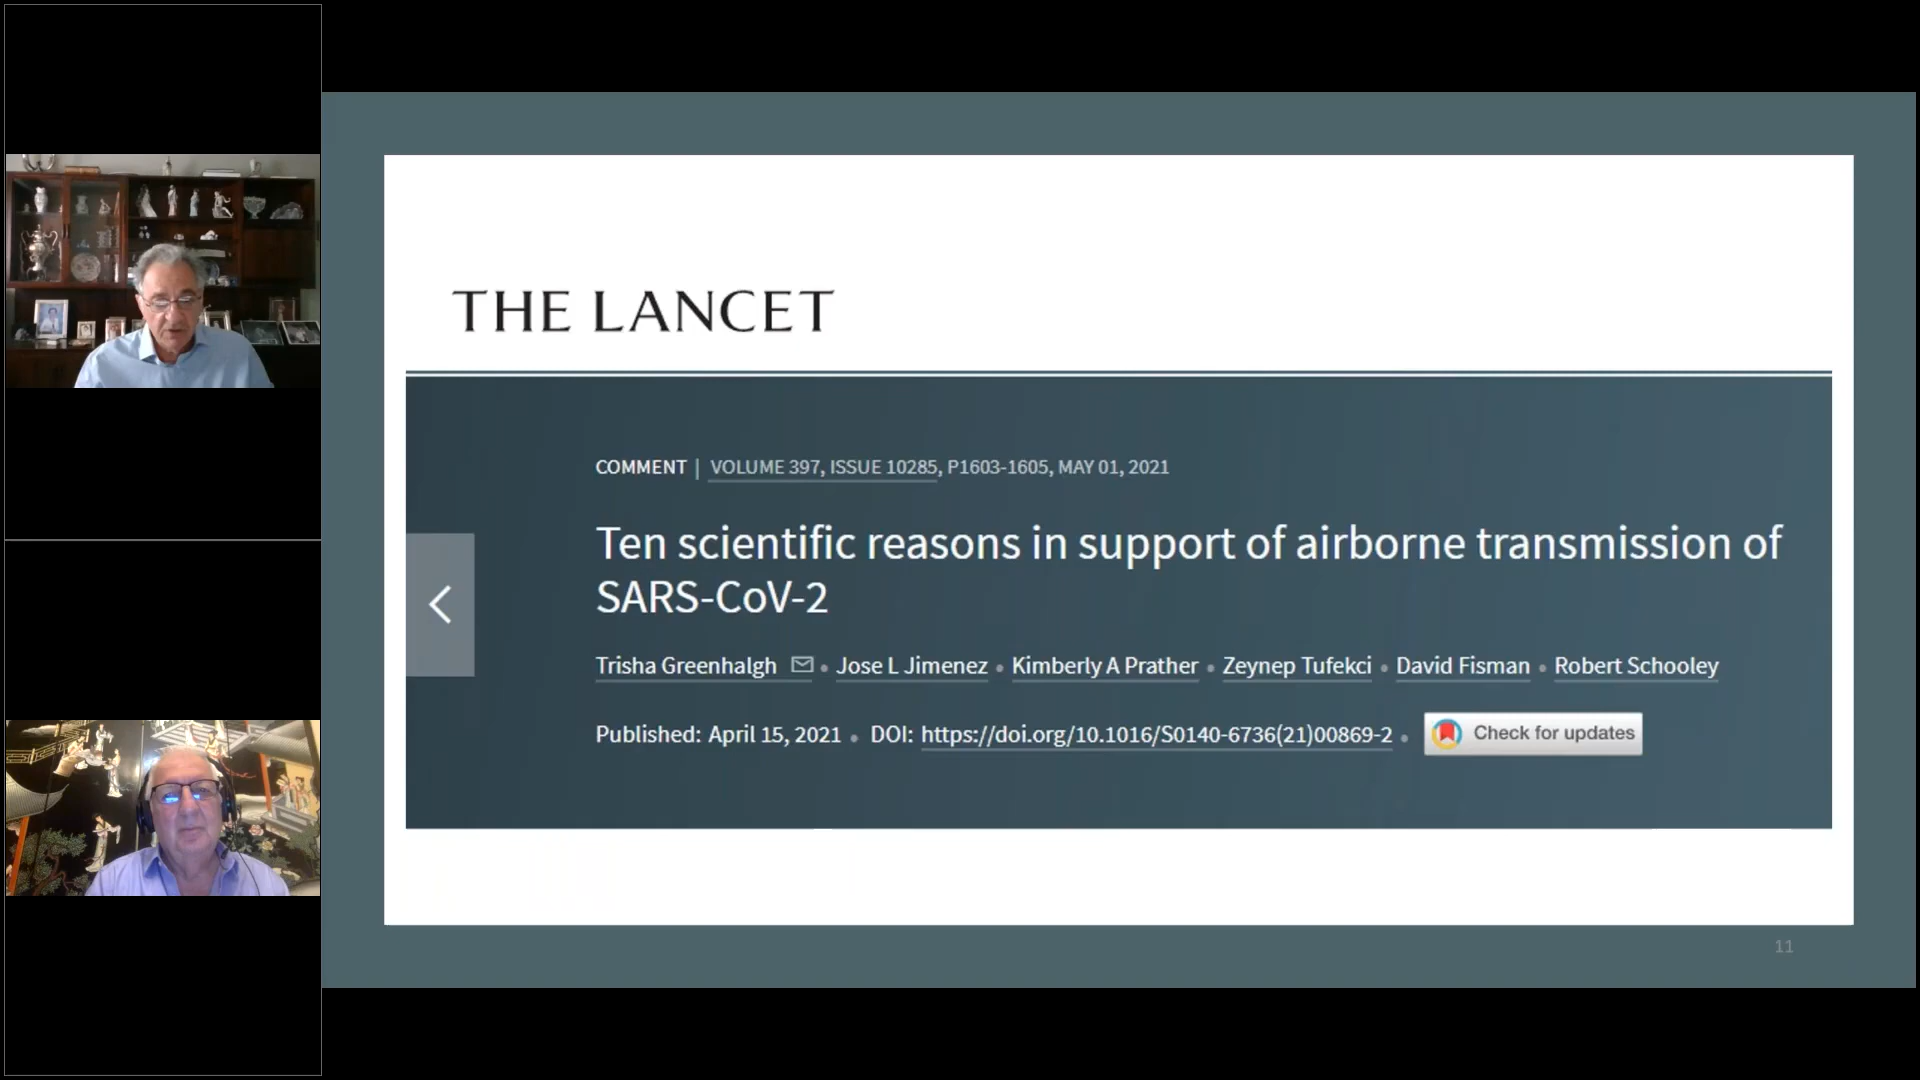 THE LANCET
COMMENT | VOLUME 397, ISSUE 10285, P1603-1605, MAY 01, 2021
Ten scientific reasons in support of airborne transmission of
SARS-CoV-2
Trisha Greenhalgh • Jose L Jimenez • Kimberly A Prather • Zeynep Tufekci • David Fisman • Robert Schooley
Published: April 15, 2021 • DOI: https://doi.org/10.1016/S0140-6736(21)00869-2 • Check for updates
11